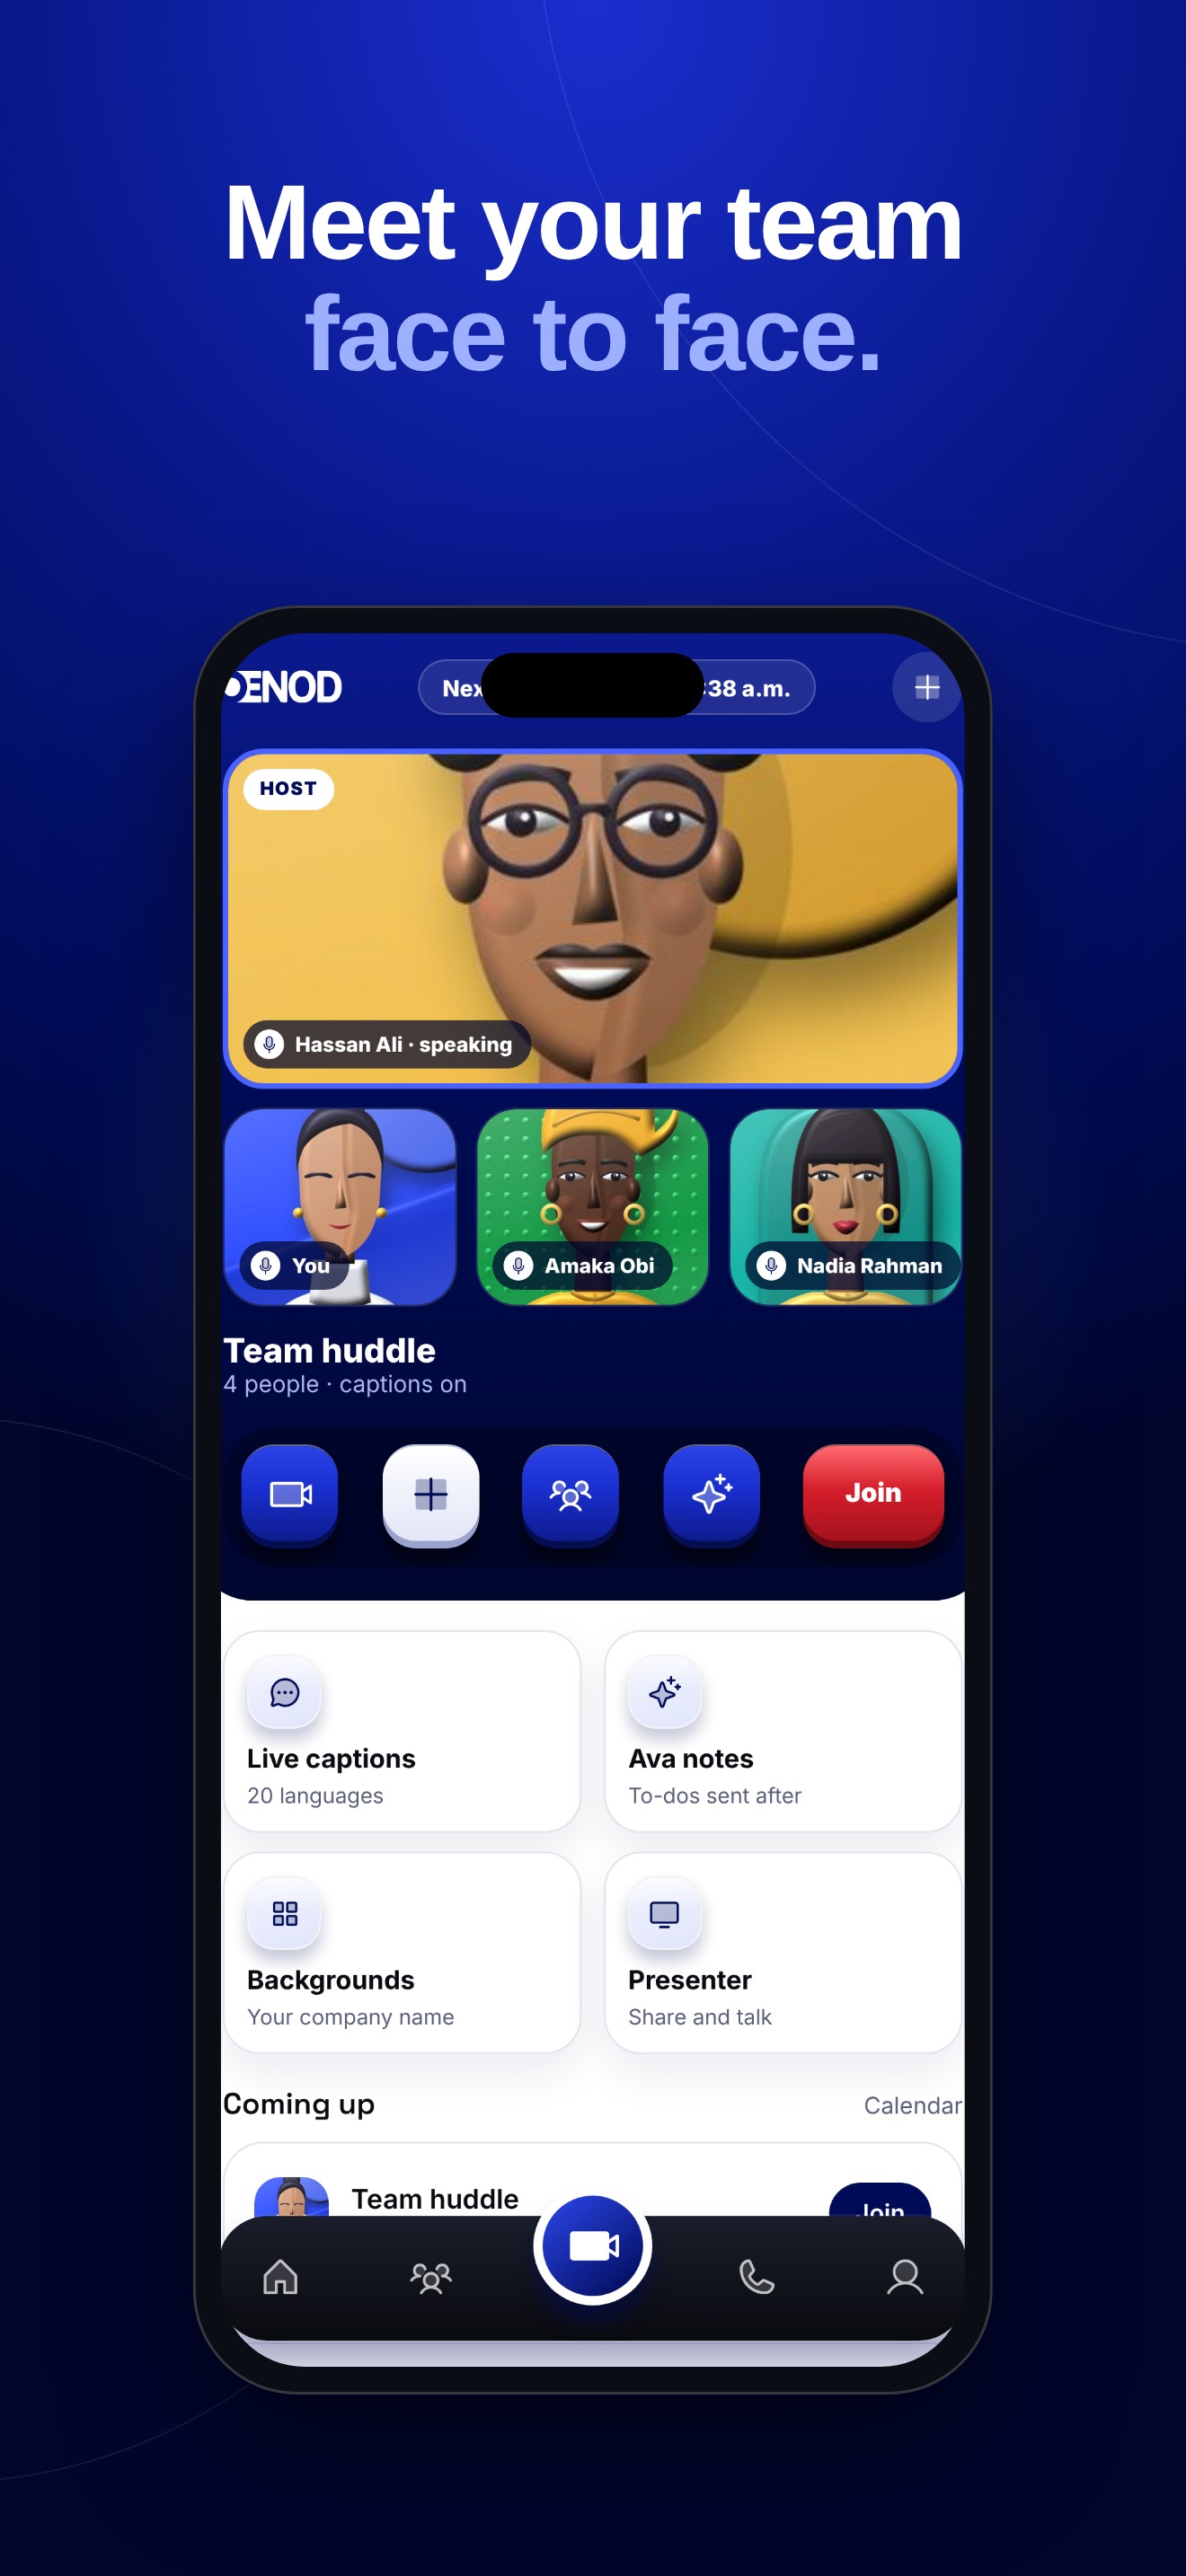 Meet your team
face to face.
ENOD
38 a.m.
HOST
Hassan Ali · speaking
You
Amaka Obi
Nadia Rahman
Team huddle
4 people · captions on
Join
Live captions
20 languages
Ava notes
To-dos sent after
Backgrounds
Your company name
Presenter
Share and talk
Coming up
Calendar
Team huddle
Join